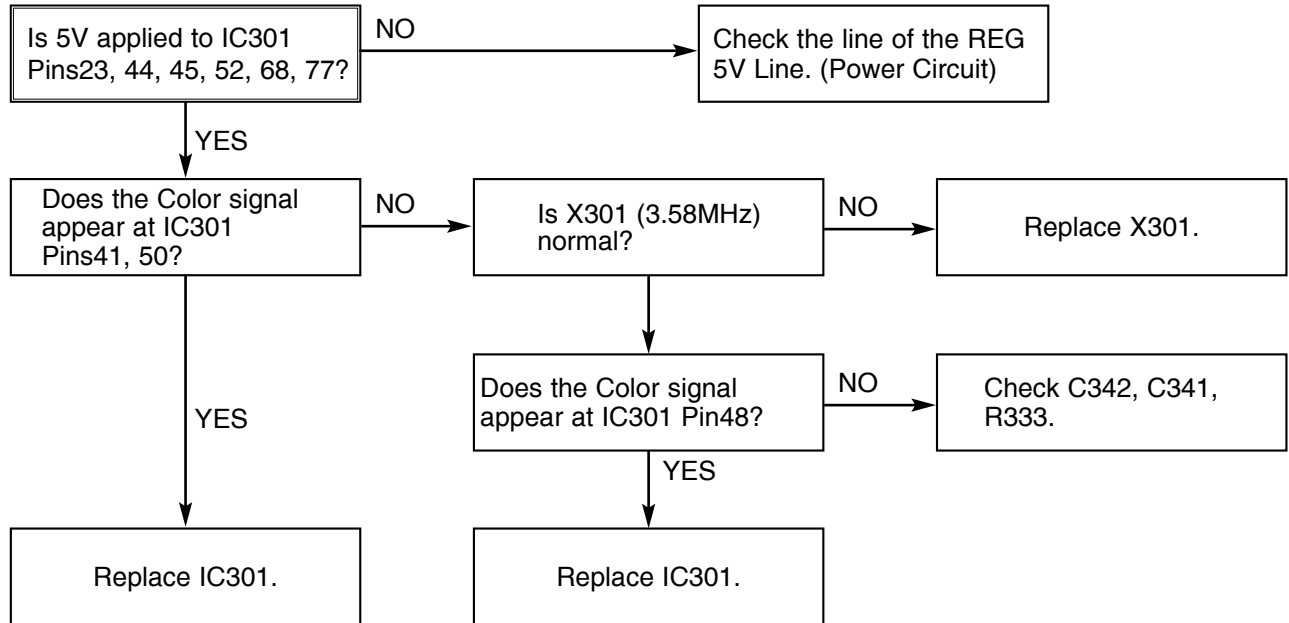 Is 5V applied to IC301
Pins23, 44, 45, 52, 68, 77?
NO
Check the line of the REG
5V Line. (Power Circuit)
YES
Does the Color signal
appear at IC301
Pins41, 50?
NO
Is X301 (3.58MHz)
normal?
NO
Replace X301.
Does the Color signal
appear at IC301 Pin48?
NO
Check C342, C341,
R333.
YES
YES
Replace IC301.
Replace IC301.